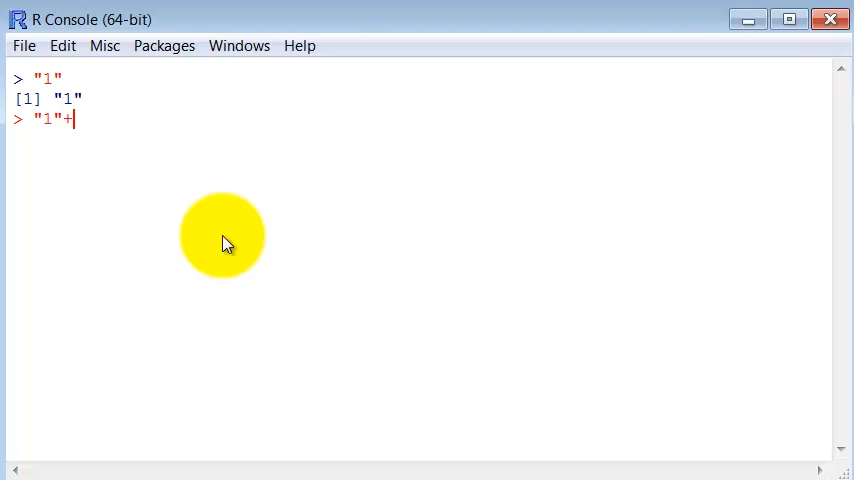 R Console (64-bit)
File Edit Misc Packages Windows Help
> "1"
[1] "1"
> "1"+